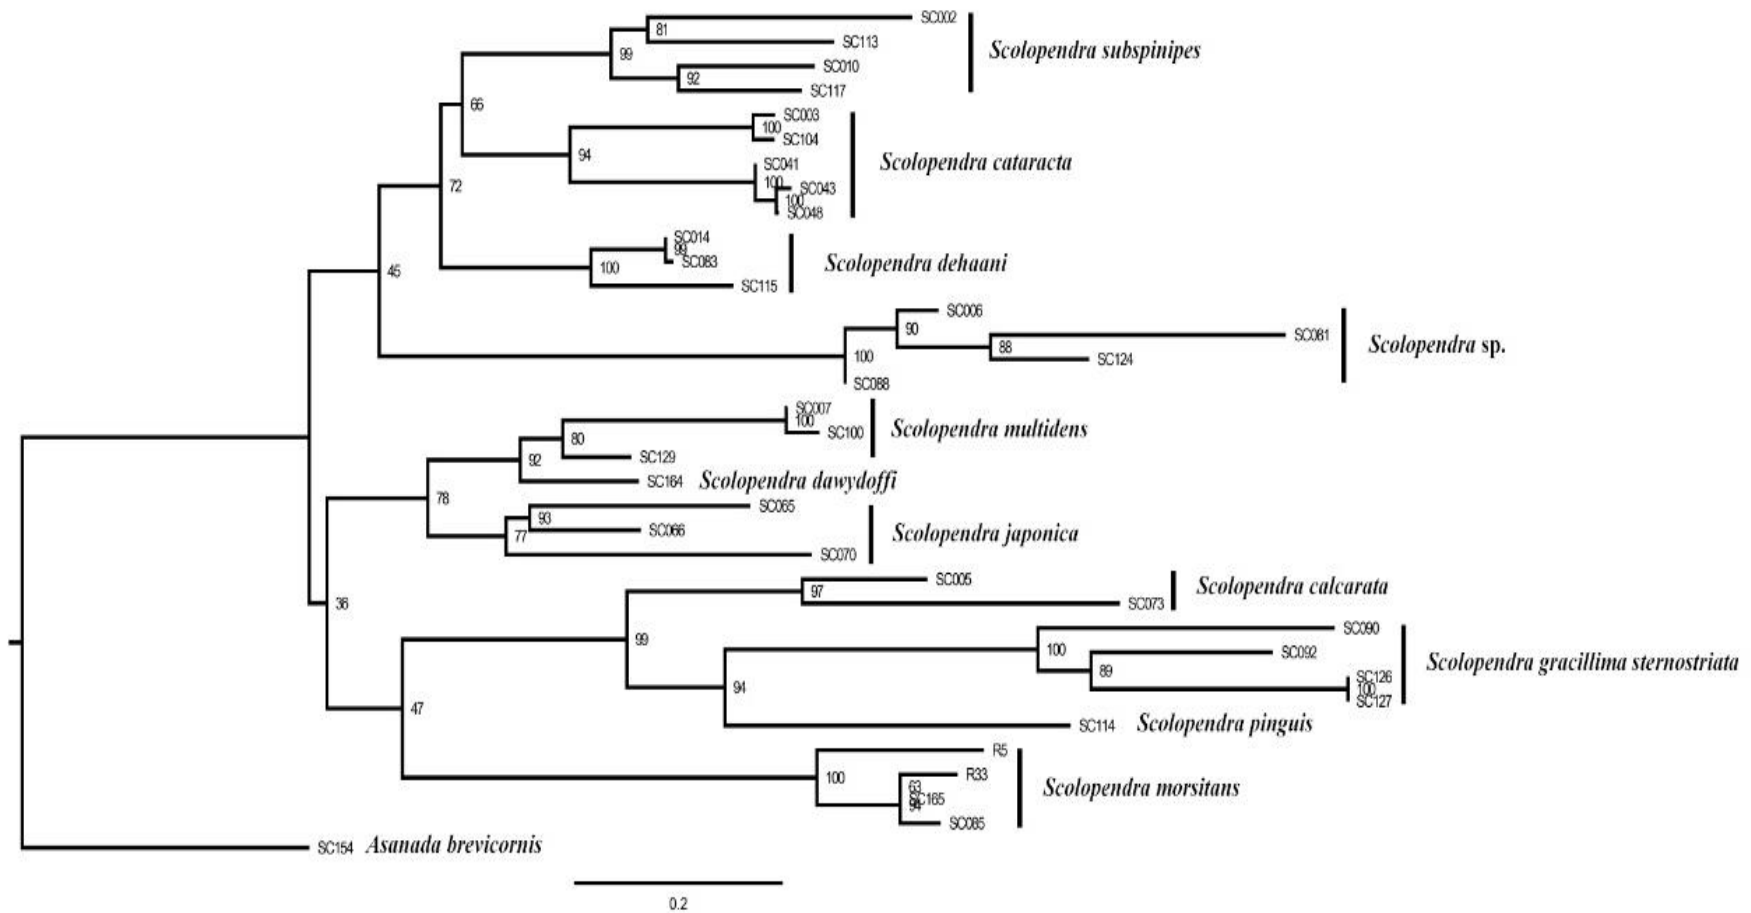 SC002
81
SC113
99
Scolopendra subspinipes
SC010
92
SC117
66
SC003
100
SC104
94
SC041
Scolopendra cataracta
100
SC043
72
100
SC048
SC014
99
SC083
Scolopendra dehaani
100
45
SC115
SC006
90
SC081
88
Scolopendra sp.
100
SC124
SC088
SC007
100
Scolopendra multidens
SC100
80
SC129
92
SC164 Scolopendra dawydoffi
78
SC065
93
SC066
Scolopendra japonica
77
SC070
SC005
Scolopendra calcarata
97
36
SC073
SC090
99
100
SC092
Scolopendra gracillima sternostriata
89
SC126
94
100
SC127
47
SC114 Scolopendra pinguis
R5
R33
100
63
Scolopendra morsitans
SC165
94
SC085
SC154 Asanada brevicornis
0.2